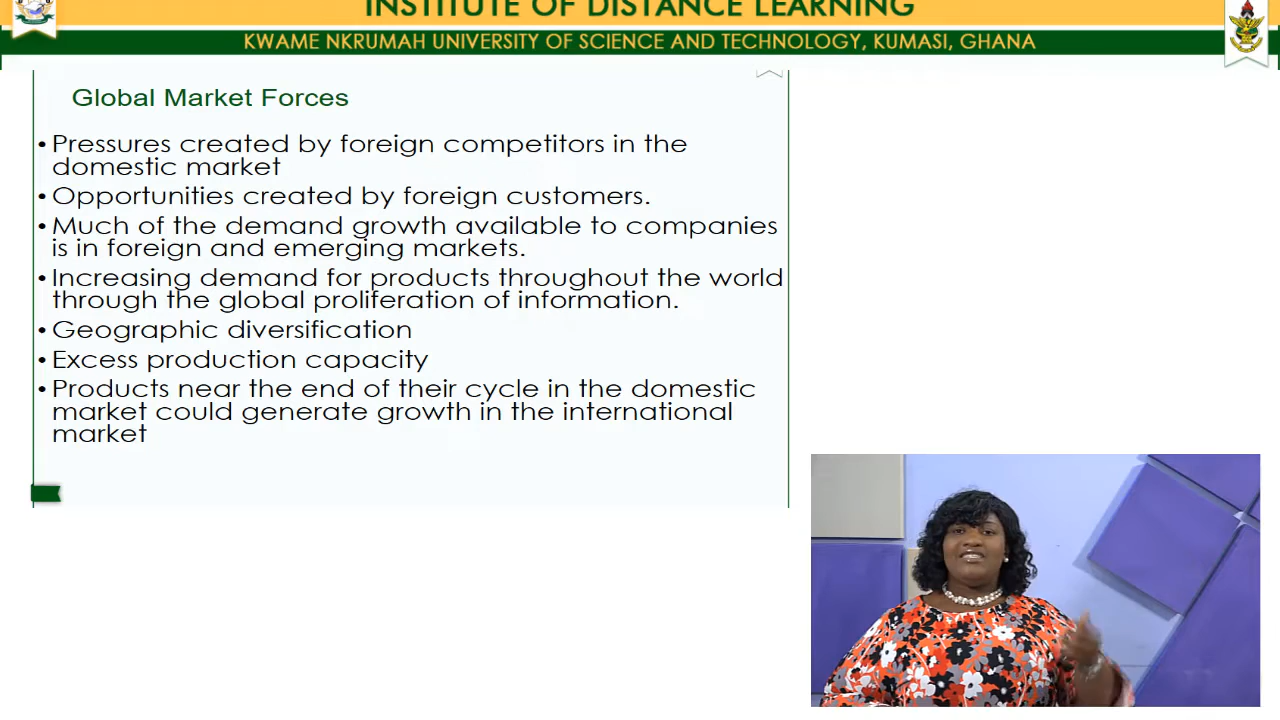 INSTITUTE OF DISTANCE LEARNING
KWAME NKRUMAH UNIVERSITY OF SCIENCE AND TECHNOLOGY, KUMASI, GHANA
Global Market Forces
• Pressures created by foreign competitors in the
domestic market
• Opportunities created by foreign customers.
• Much of the demand growth available to companies
is in foreign and emerging markets.
• Increasing demand for products throughout the world
through the global proliferation of information.
• Geographic diversification
• Excess production capacity
• Products near the end of their cycle in the domestic
market could generate growth in the international
market